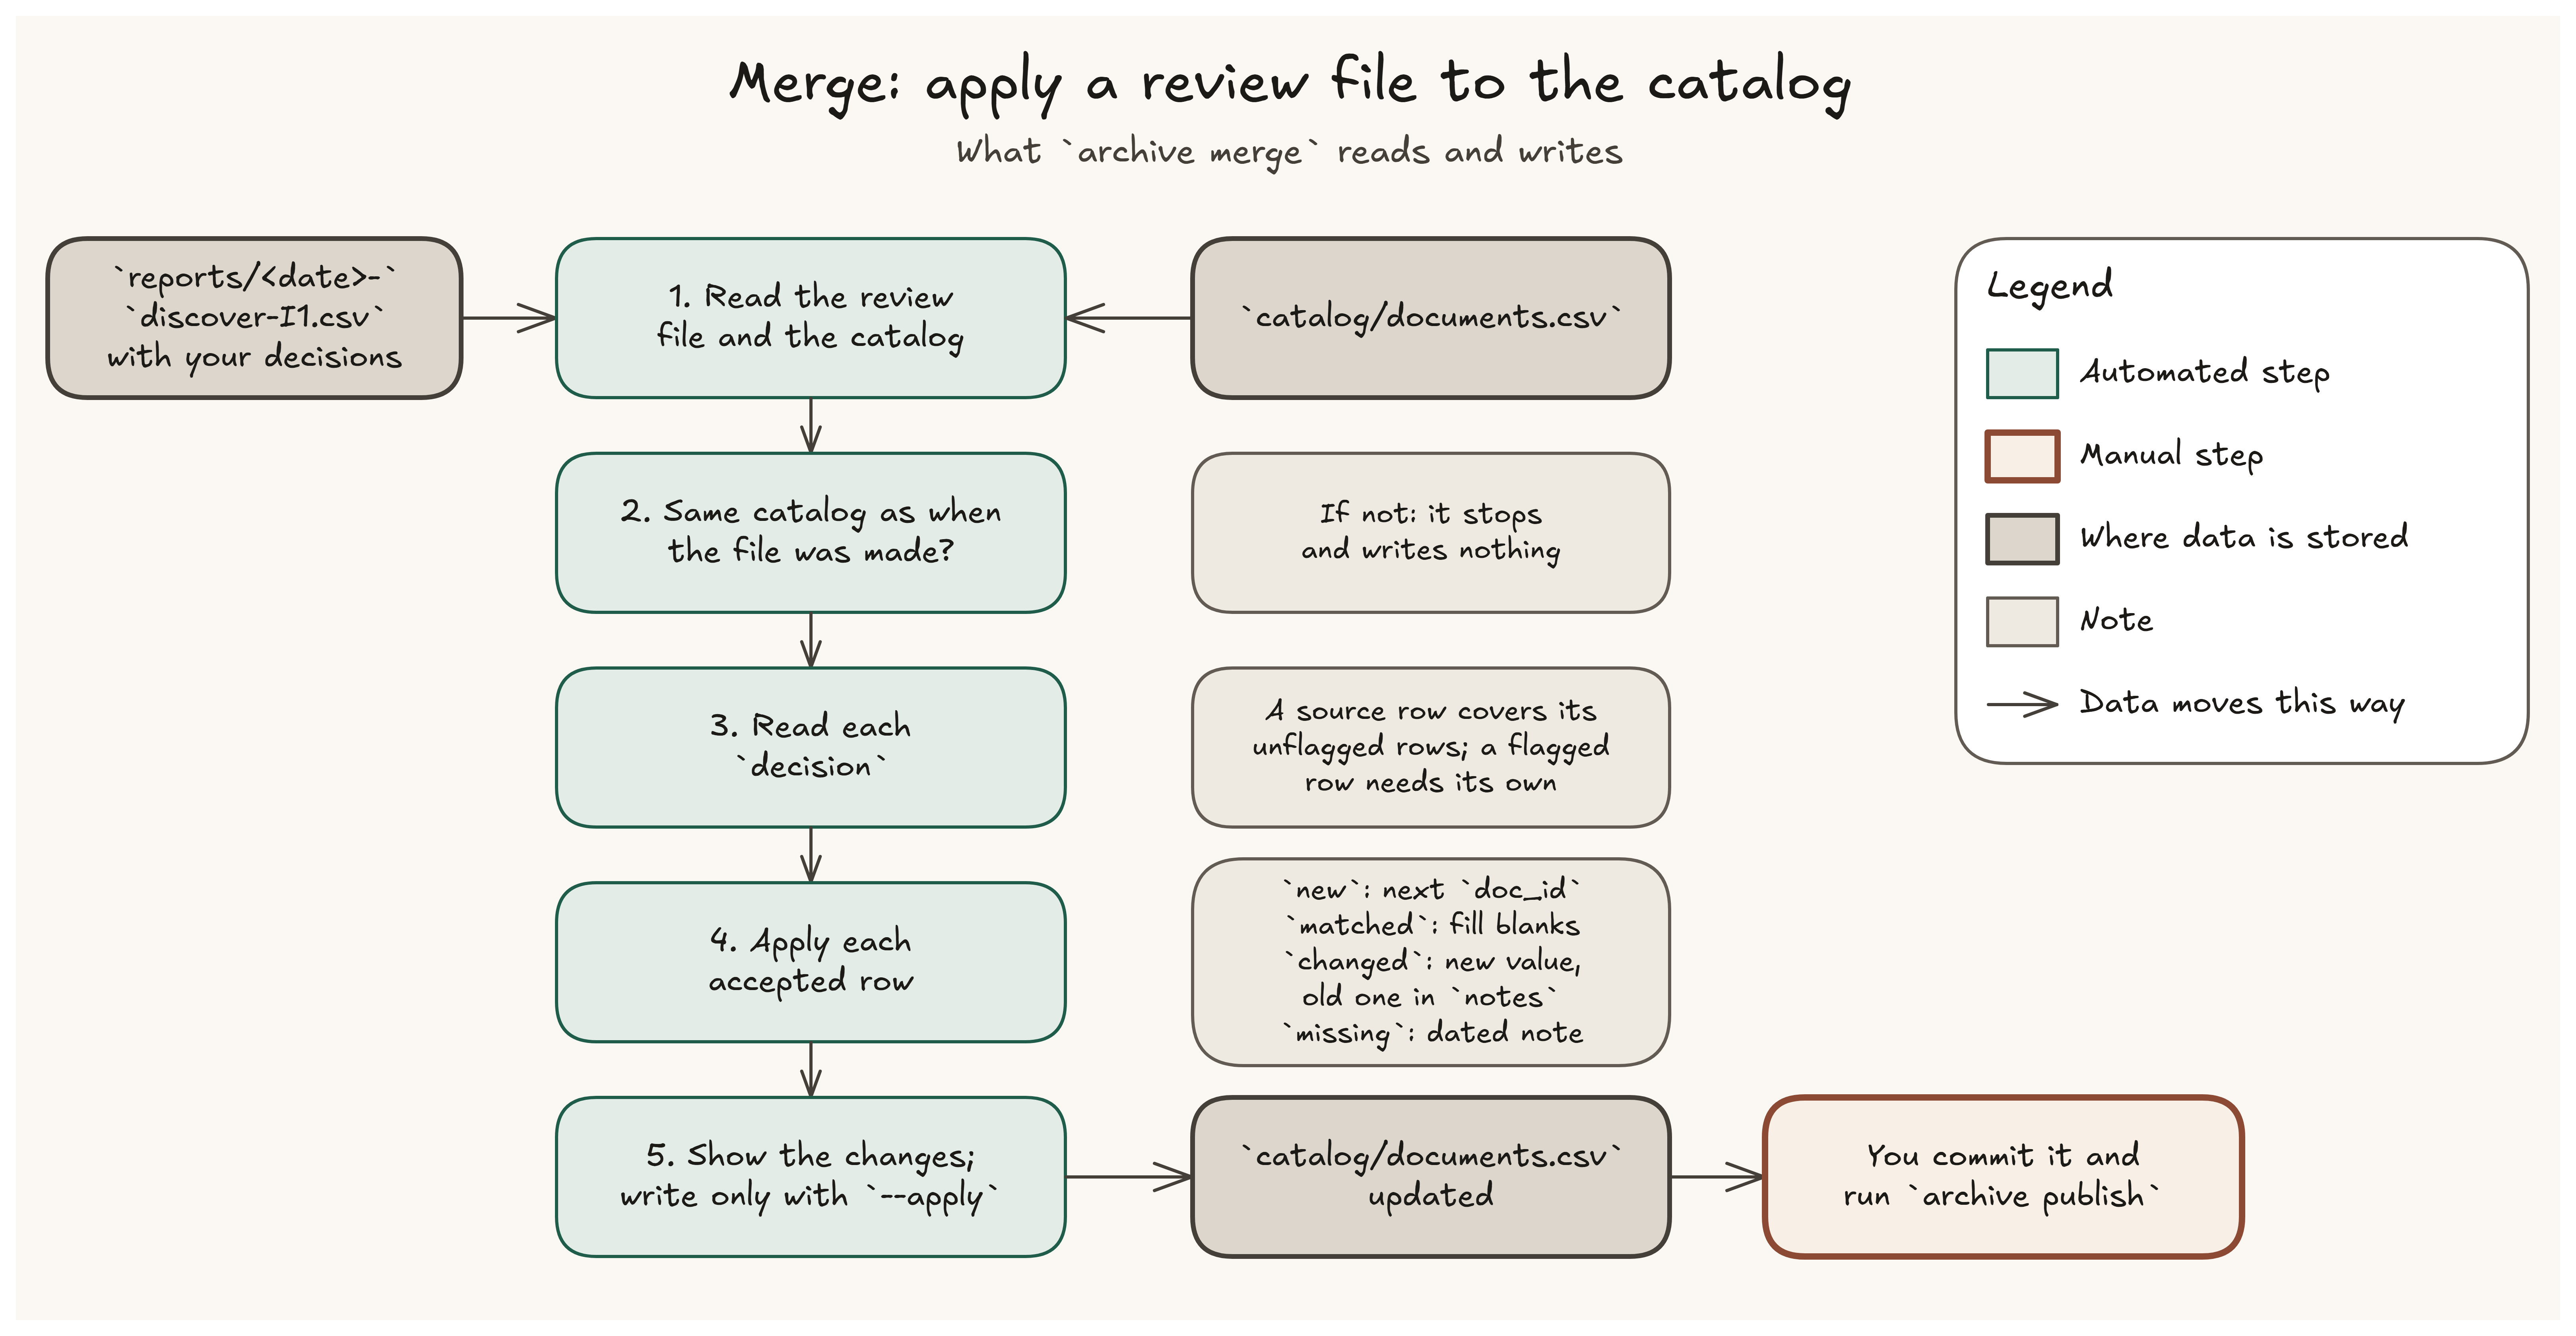 Merge: apply a review file to the catalog
What `archive merge` reads and writes
`reports/<date>-`
`discover-I1.csv`
with your decisions
1. Read the review
file and the catalog
`catalog/documents.csv`
2. Same catalog as when
the file was made?
If not: it stops
and writes nothing
3. Read each
`decision`
A source row covers its
unflagged rows; a flagged
row needs its own
4. Apply each
accepted row
`new`: next `doc_id`
`matched`: fill blanks
`changed`: new value,
old one in `notes`
`missing`: dated note
5. Show the changes;
write only with `--apply`
`catalog/documents.csv`
updated
You commit it and
run `archive publish`
Legend
Automated step
Manual step
Where data is stored
Note
Data moves this way